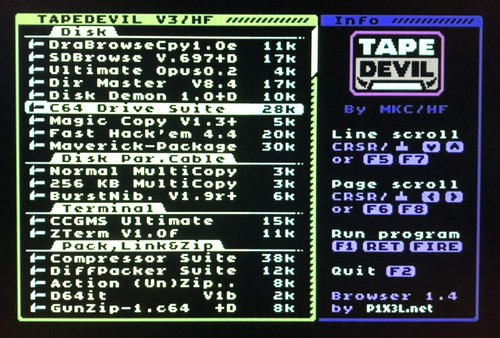 TAPEDEVIL V3/HF
Disk
DraBrowseCpy1.0e 11k
SDBrowse V.697+D 17k
Ultimate Opus0.2 4k
Dir Master V8.4 17k
Disk Demon 1.0+D 10k
C64 Drive Suite 28k
Magic Copy V1.3+ 5k
Fast Hack'em 4.4 20k
Maverick-Package 30k
Disk Par.Cable
Normal MultiCopy 3k
256 KB MultiCopy 3k
BurstNib. V1.9r+ 6k
Terminal
CCGMS Ultimate 15k
ZTerm V1.0F 11k
Pack,Link&Zip
Compressor Suite 38k
DiffPacker Suite 12k
Action (Un)Zip.. 8k
D64it V1b 2k
GunZip-1.c64 +D 8k
Info
TAPE
DEVIL
By MKC/HF
Line scroll
CRSR/
or F5 F7
Page scroll
CRSR/
or F6 F8
Run program
F1 RET FIRE
Quit F2
Browser 1.4
by P1X3L.net